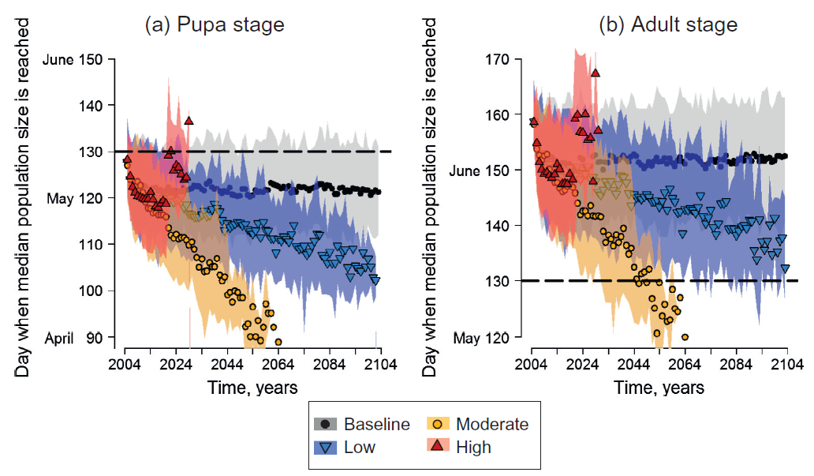 (a) Pupa stage
(b) Adult stage
Day when median population size is reached
June 150
140
130
May 120
110
100
April 90
2004 2024 2044 2064 2084 2104
Time, years
Day when median population size is reached
170
160
June 150
140
130
May 120
2004 2024 2044 2064 2084 2104
Time, years
Baseline Moderate
Low High